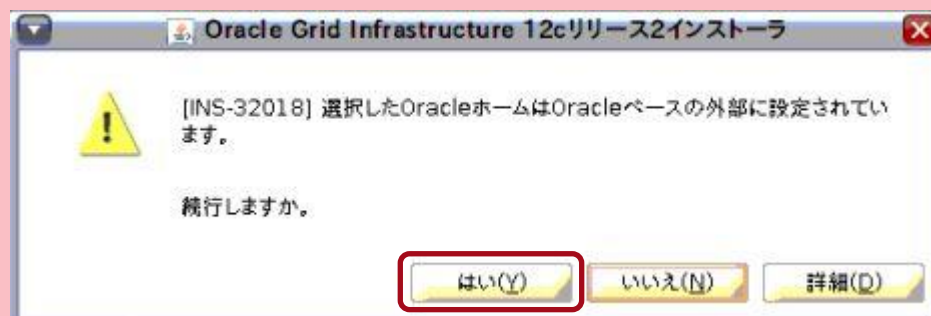 Oracle Grid Infrastructure 12cリリース2インストーラ
[INS-32018] 選択したOracleホームはOracleベースの外部に設定されてい
ます。
続行しますか。
はい(Y) いいえ(N) 詳細(D)